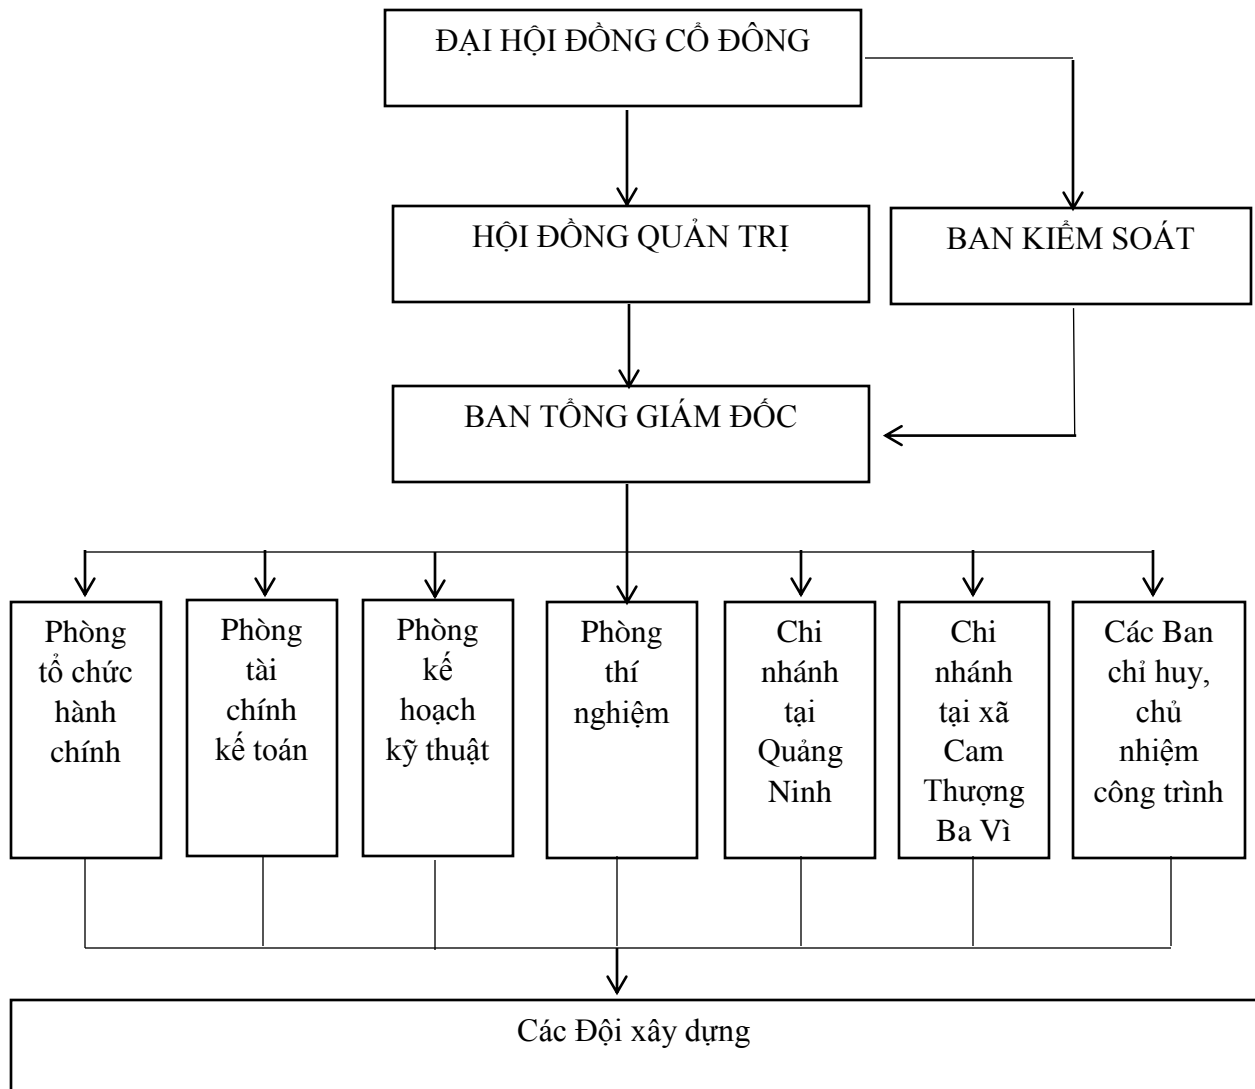 ĐẠI HỘI ĐỒNG CỔ ĐÔNG
HỘI ĐỒNG QUẢN TRỊ
BAN KIỂM SOÁT
BAN TỔNG GIÁM ĐỐC
Phòng
tổ chức
hành
chính
Phòng
tài
chính
kế toán
Phòng
kế
hoạch
kỹ thuật
Phòng
thí
nghiệm
Chi
nhánh
tại
Quảng
Ninh
Chi
nhánh
tại xã
Cam
Thượng
Ba Vì
Các Ban
chỉ huy,
chủ
nhiệm
công trình
Các Đội xây dựng